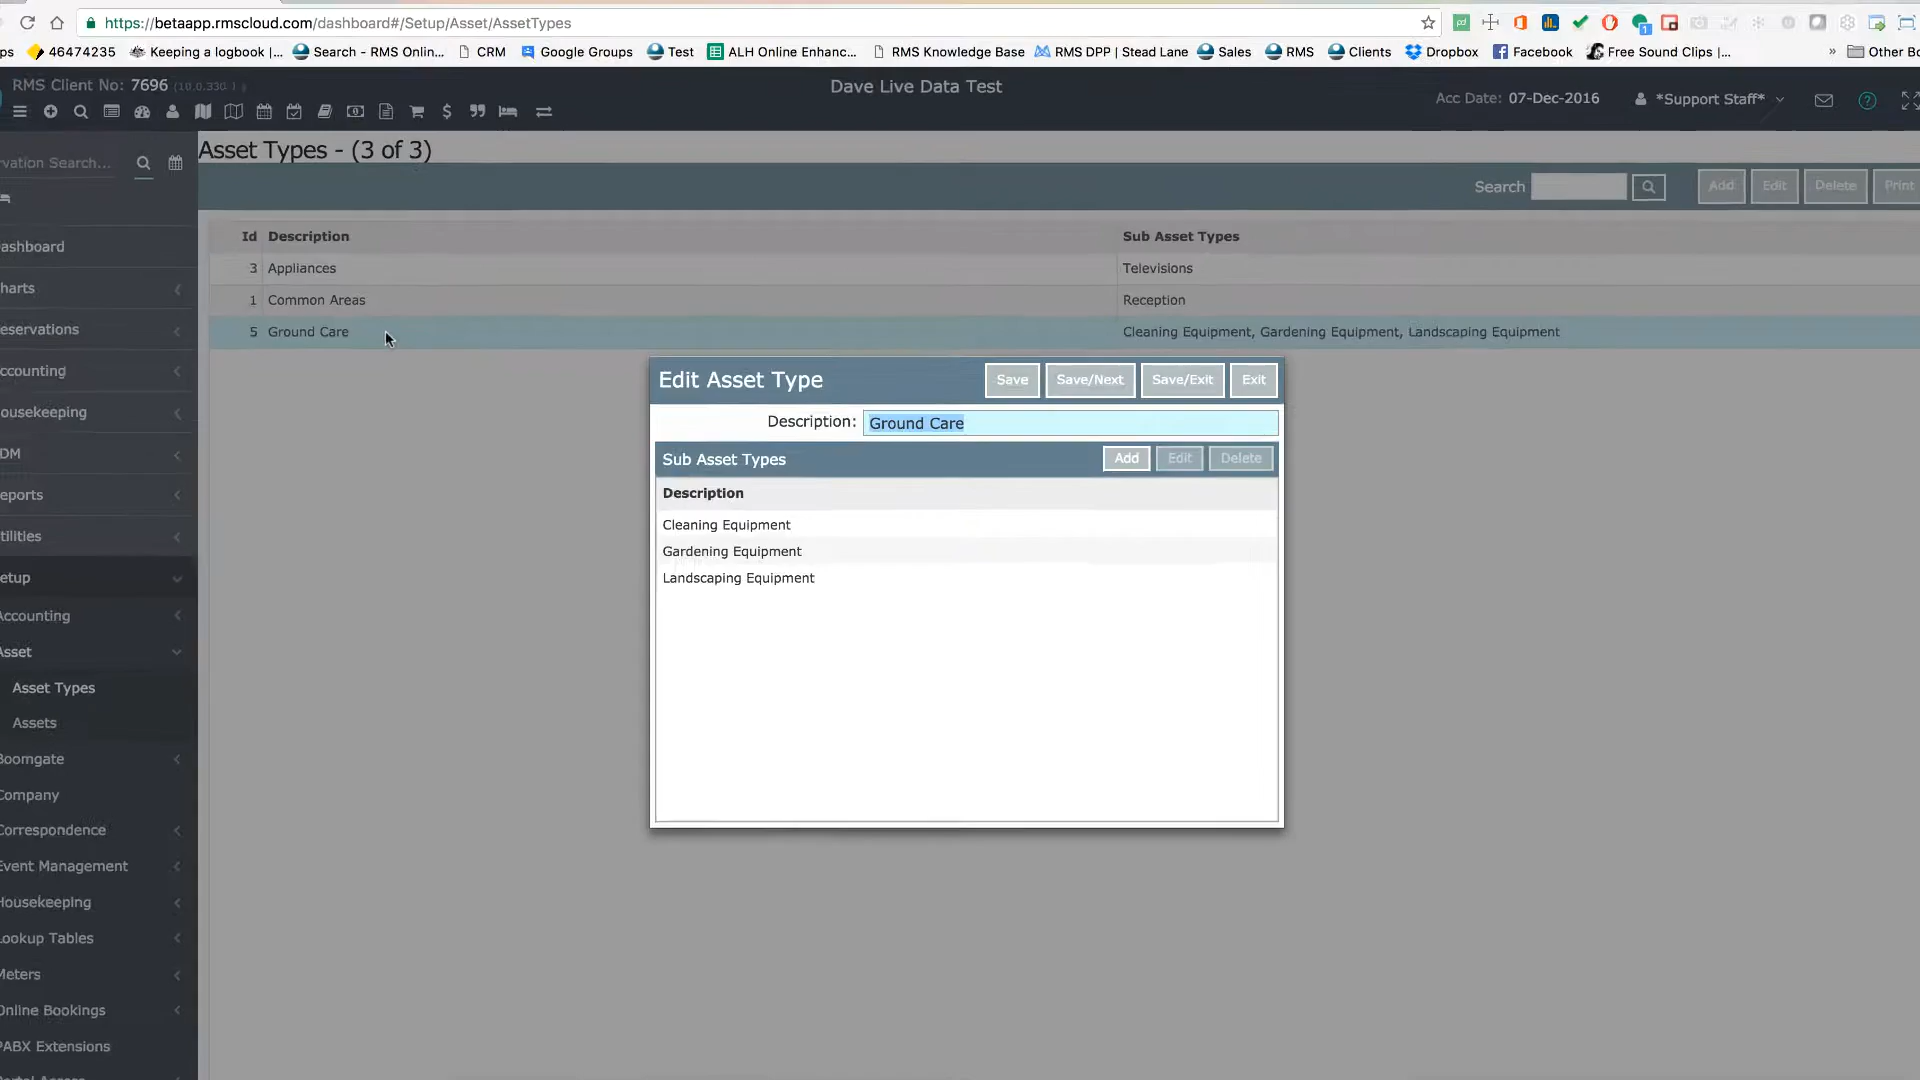 https://betaapp.rmscloud.com/dashboard#/Setup/Asset/AssetTypes
ps 46474235 Keeping a logbook |... Search - RMS Onlin... CRM Google Groups Test ALH Online Enhanc... RMS Knowledge Base RMS DPP | Stead Lane Sales RMS Clients Dropbox Facebook Free Sound Clips |... » Other Bo
RMS Client No: 7696 (10.0.330.1)
Dave Live Data Test
Acc Date: 07-Dec-2016 *Support Staff*
Asset Types - (3 of 3)
rvation Search...
Search Add Edit Delete Print
Id Description Sub Asset Types
3 Appliances Televisions
1 Common Areas Reception
5 Ground Care Cleaning Equipment, Gardening Equipment, Landscaping Equipment
Edit Asset Type Save Save/Next Save/Exit Exit
Description: Ground Care
Sub Asset Types Add Edit Delete
Description
Cleaning Equipment
Gardening Equipment
Landscaping Equipment
ashboard
harts
eservations
ccounting
ousekeeping
DM
eports
tilities
etup
Accounting
Asset
Asset Types
Assets
Boomgate
Company
Correspondence
Event Management
Housekeeping
Lookup Tables
Meters
Online Bookings
PABX Extensions